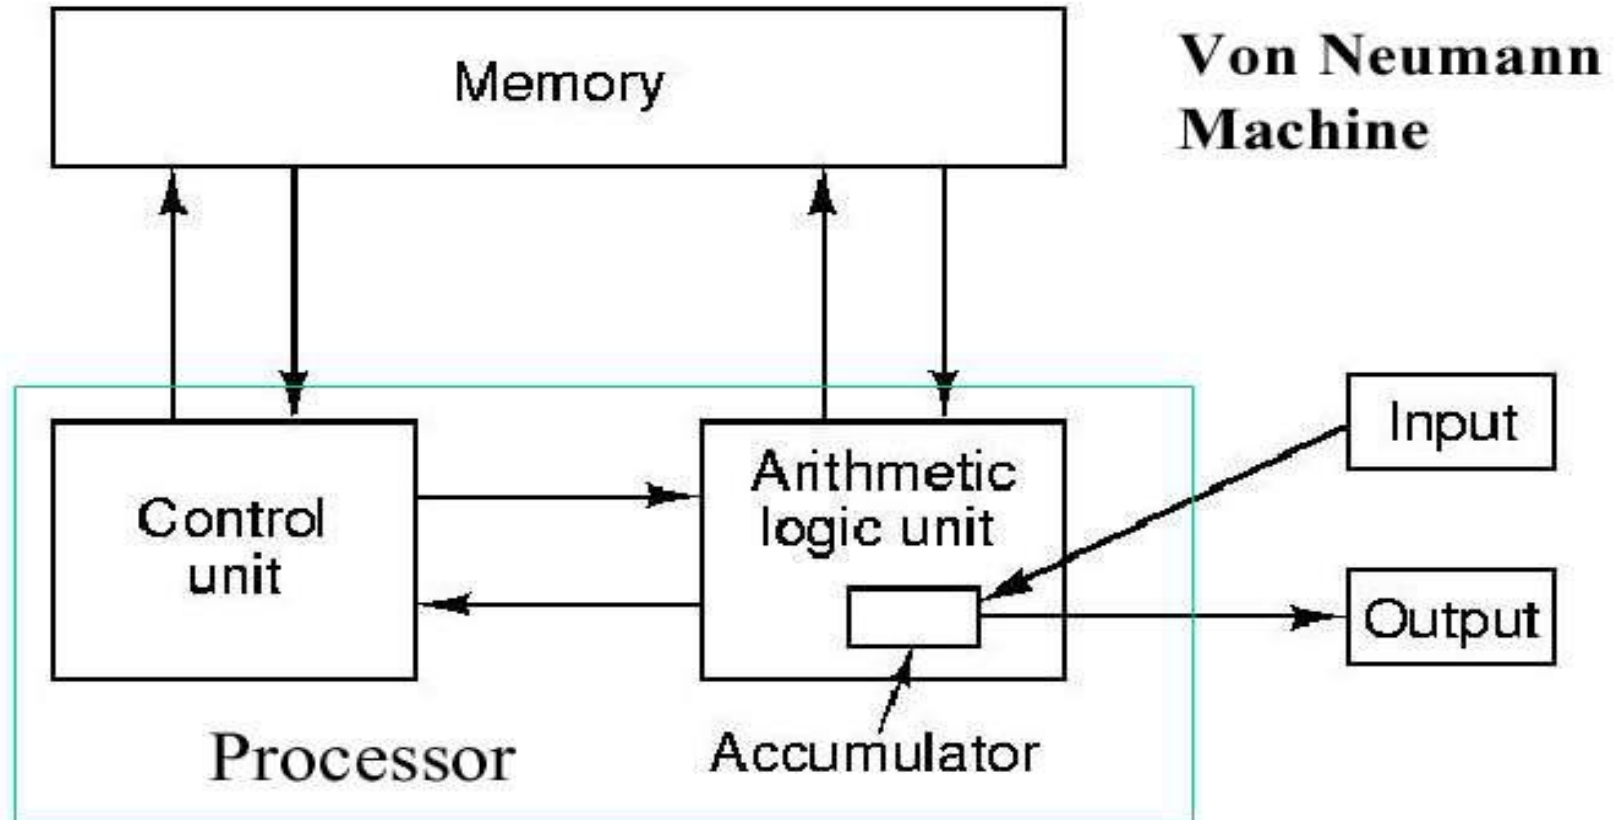 Memory
Von Neumann
Machine
Control
unit
Arithmetic
logic unit
Input
Output
Accumulator
Processor